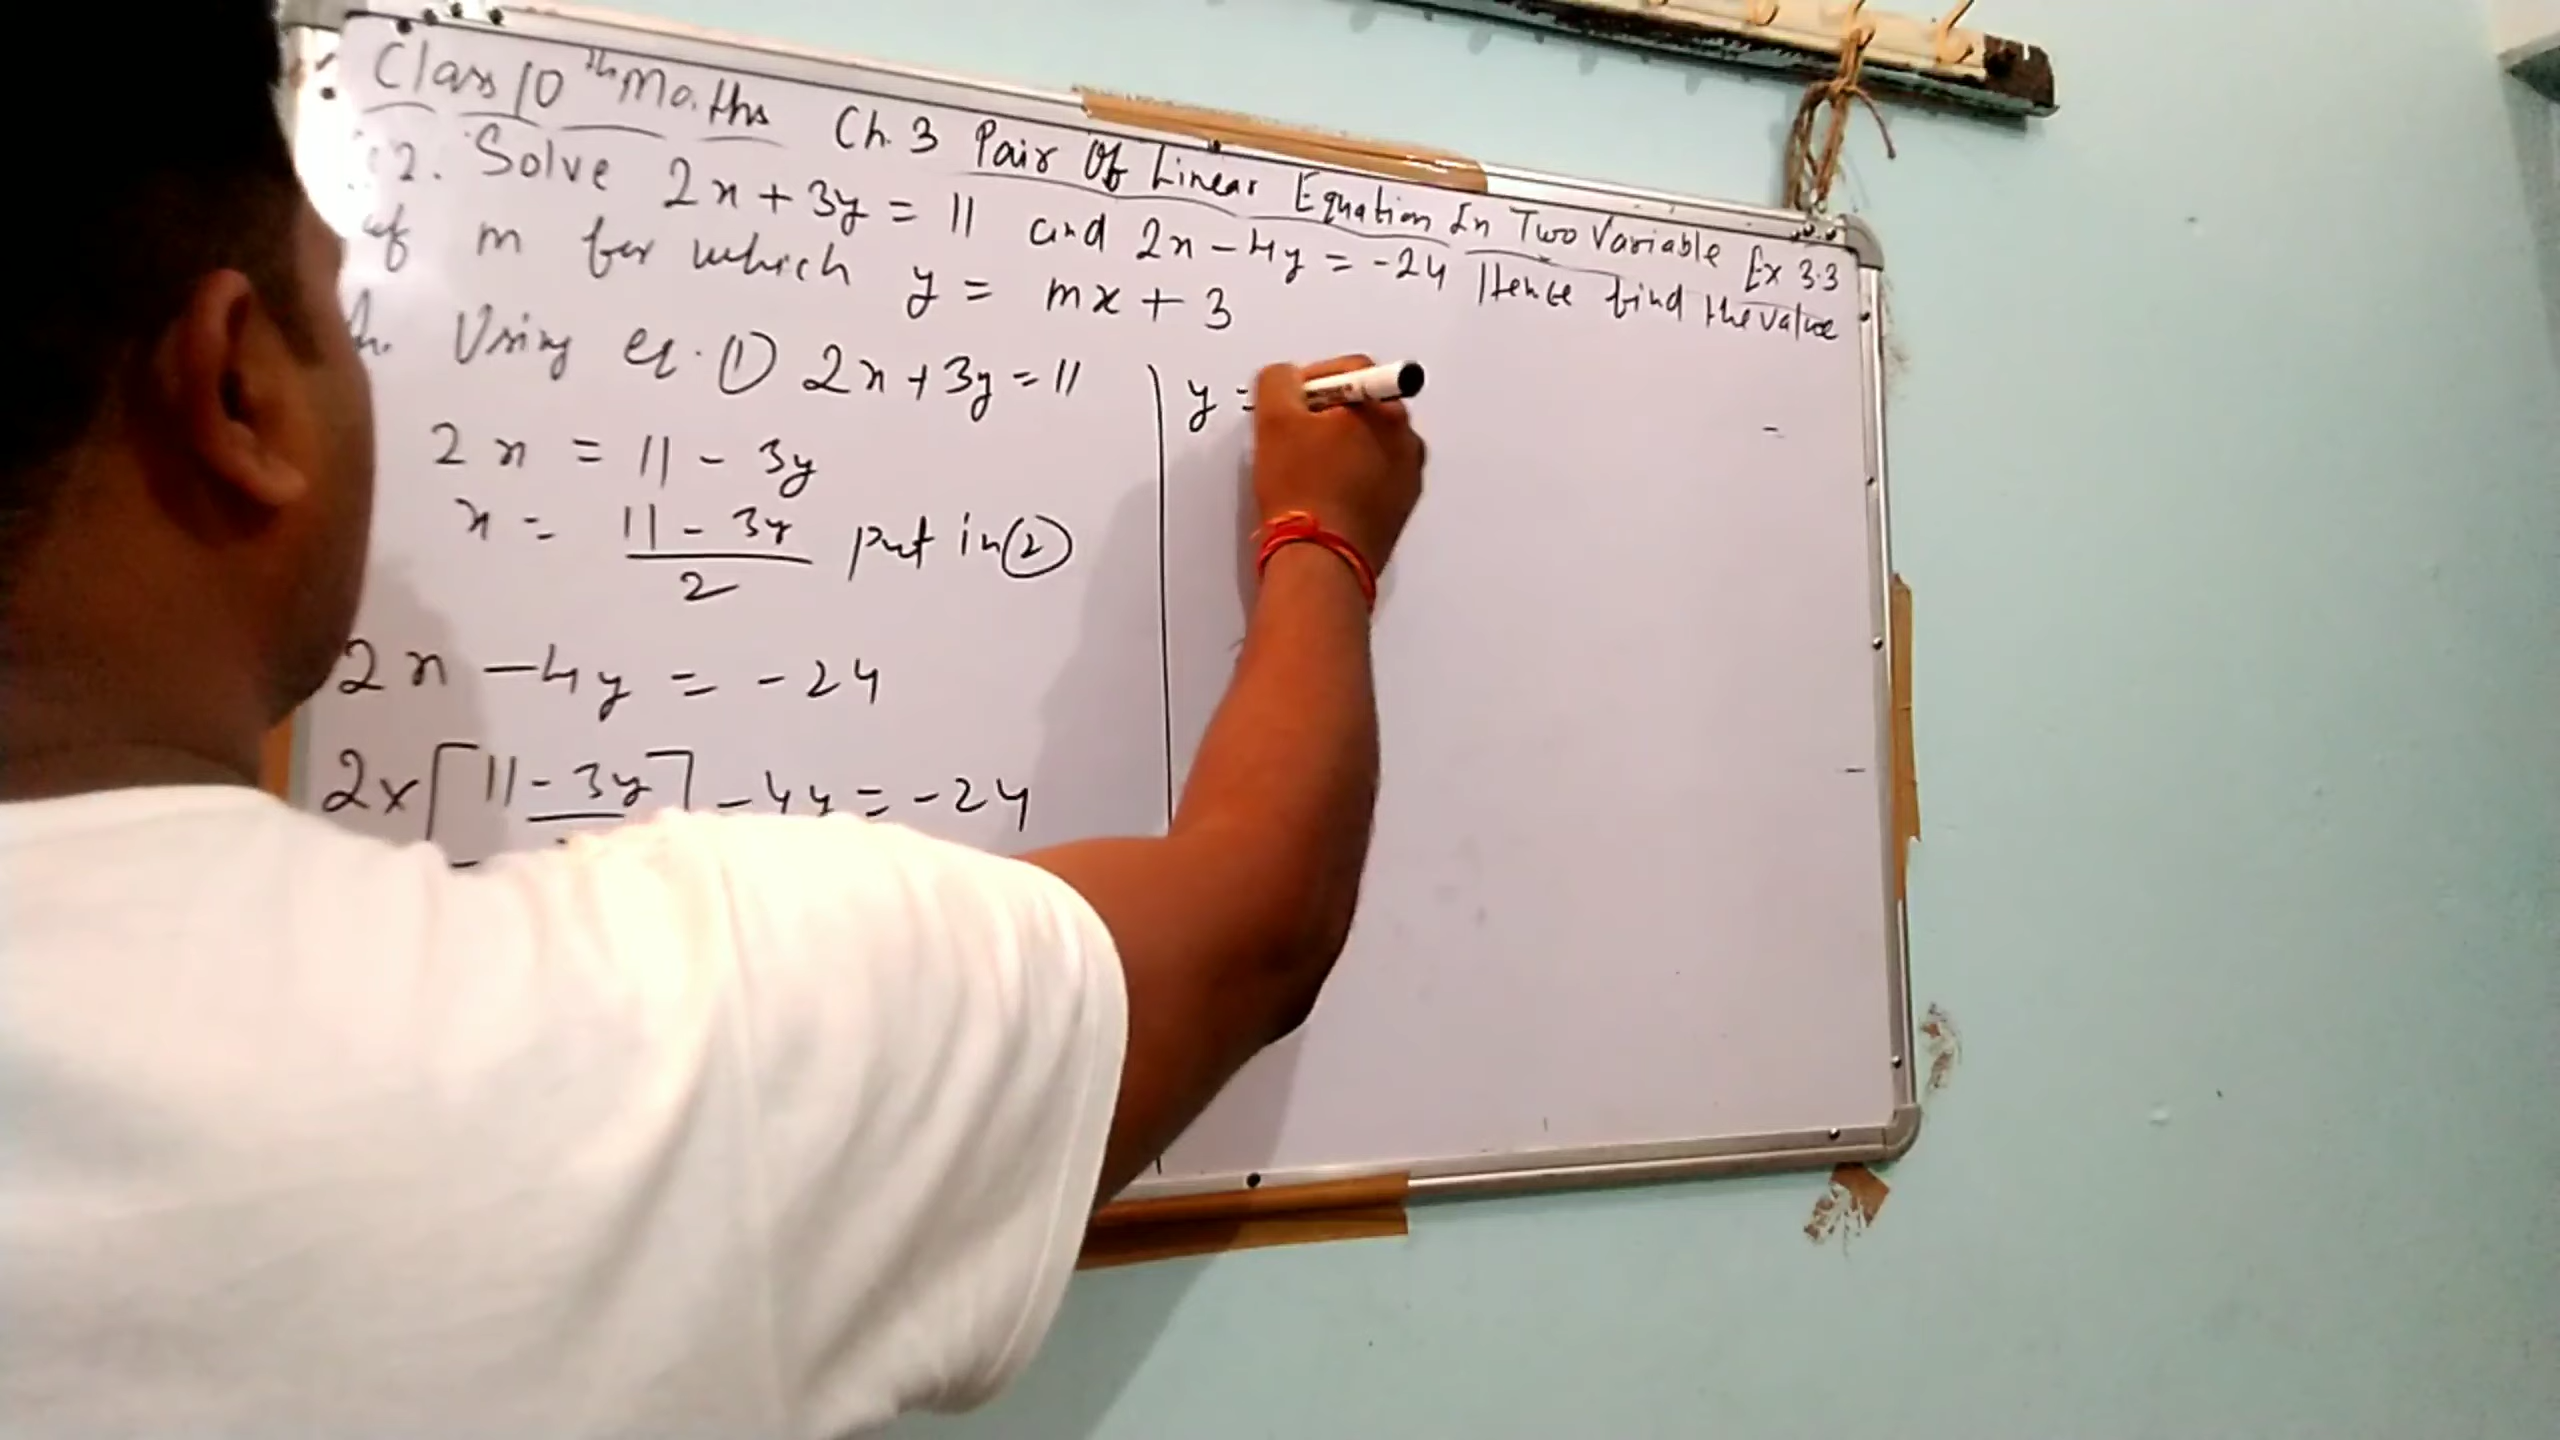 Class 10th Maths Ch. 3 Pair Of Linear Equation In Two Variable Ex 3.3
2. Solve 2x + 3y = 11 and 2x - 4y = -24 Hence find the value
of m for which y = mx + 3
Using eq. ① 2x + 3y = 11
2x = 11 - 3y
x = 11 - 3y / 2 put in ②
2x - 4y = -24
2x[11 - 3y] - 4y = -24
y =